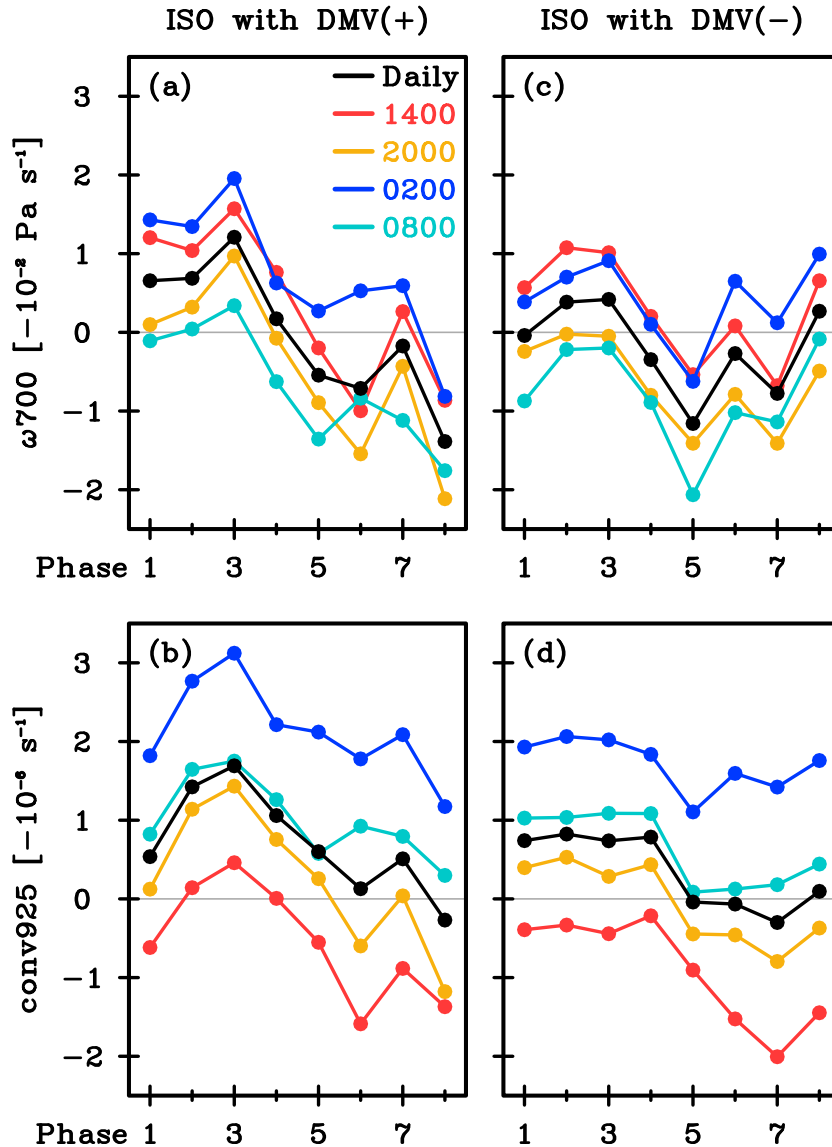 ISO with DMV(+)
ISO with DMV(−)
(a)
Daily
1400
2000
0200
0800
3
2
1
0
−1
−2
ω700 [−10⁻² Pa s⁻¹]
Phase 1 3 5 7
(c)
1 3 5 7
(b)
3
2
1
0
−1
−2
conv925 [−10⁻⁶ s⁻¹]
Phase 1 3 5 7
(d)
1 3 5 7